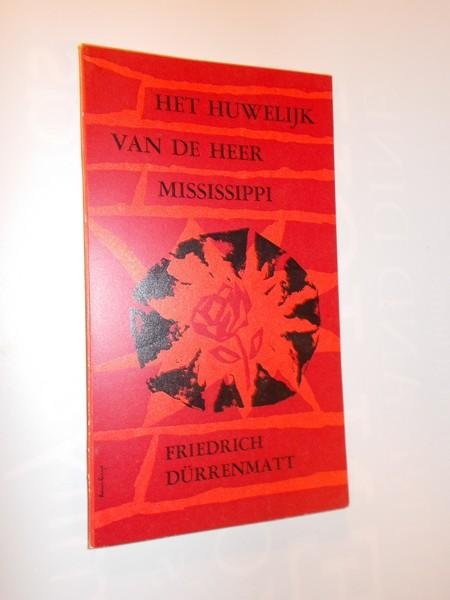 HET HUWELIJK
VAN DE HEER
MISSISSIPPI
FRIEDRICH
DÜRRENMATT